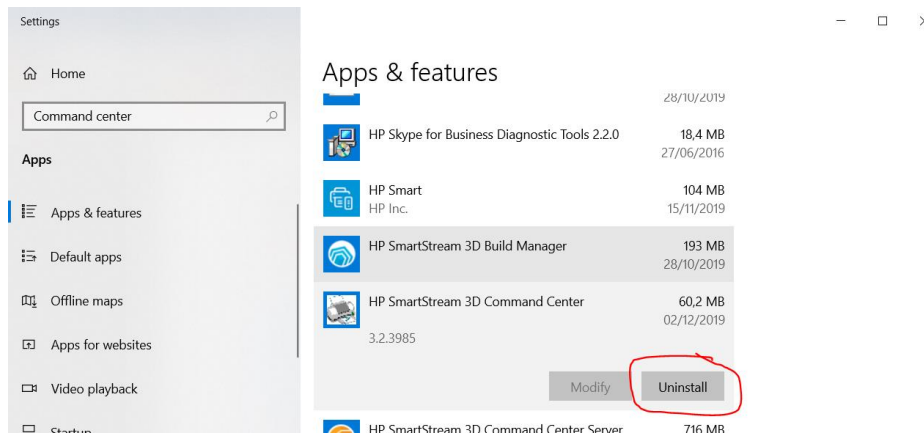 Settings
Home
Command center
Apps
Apps & features
Default apps
Offline maps
Apps for websites
Video playback
Startup
Apps & features
28/10/2019
HP Skype for Business Diagnostic Tools 2.2.0 18,4 MB
27/06/2016
HP Smart 104 MB
HP Inc. 15/11/2019
HP SmartStream 3D Build Manager 193 MB
28/10/2019
HP SmartStream 3D Command Center 60,2 MB
02/12/2019
3.2.3985
Modify Uninstall
HP SmartStream 3D Command Center Server 716 MB